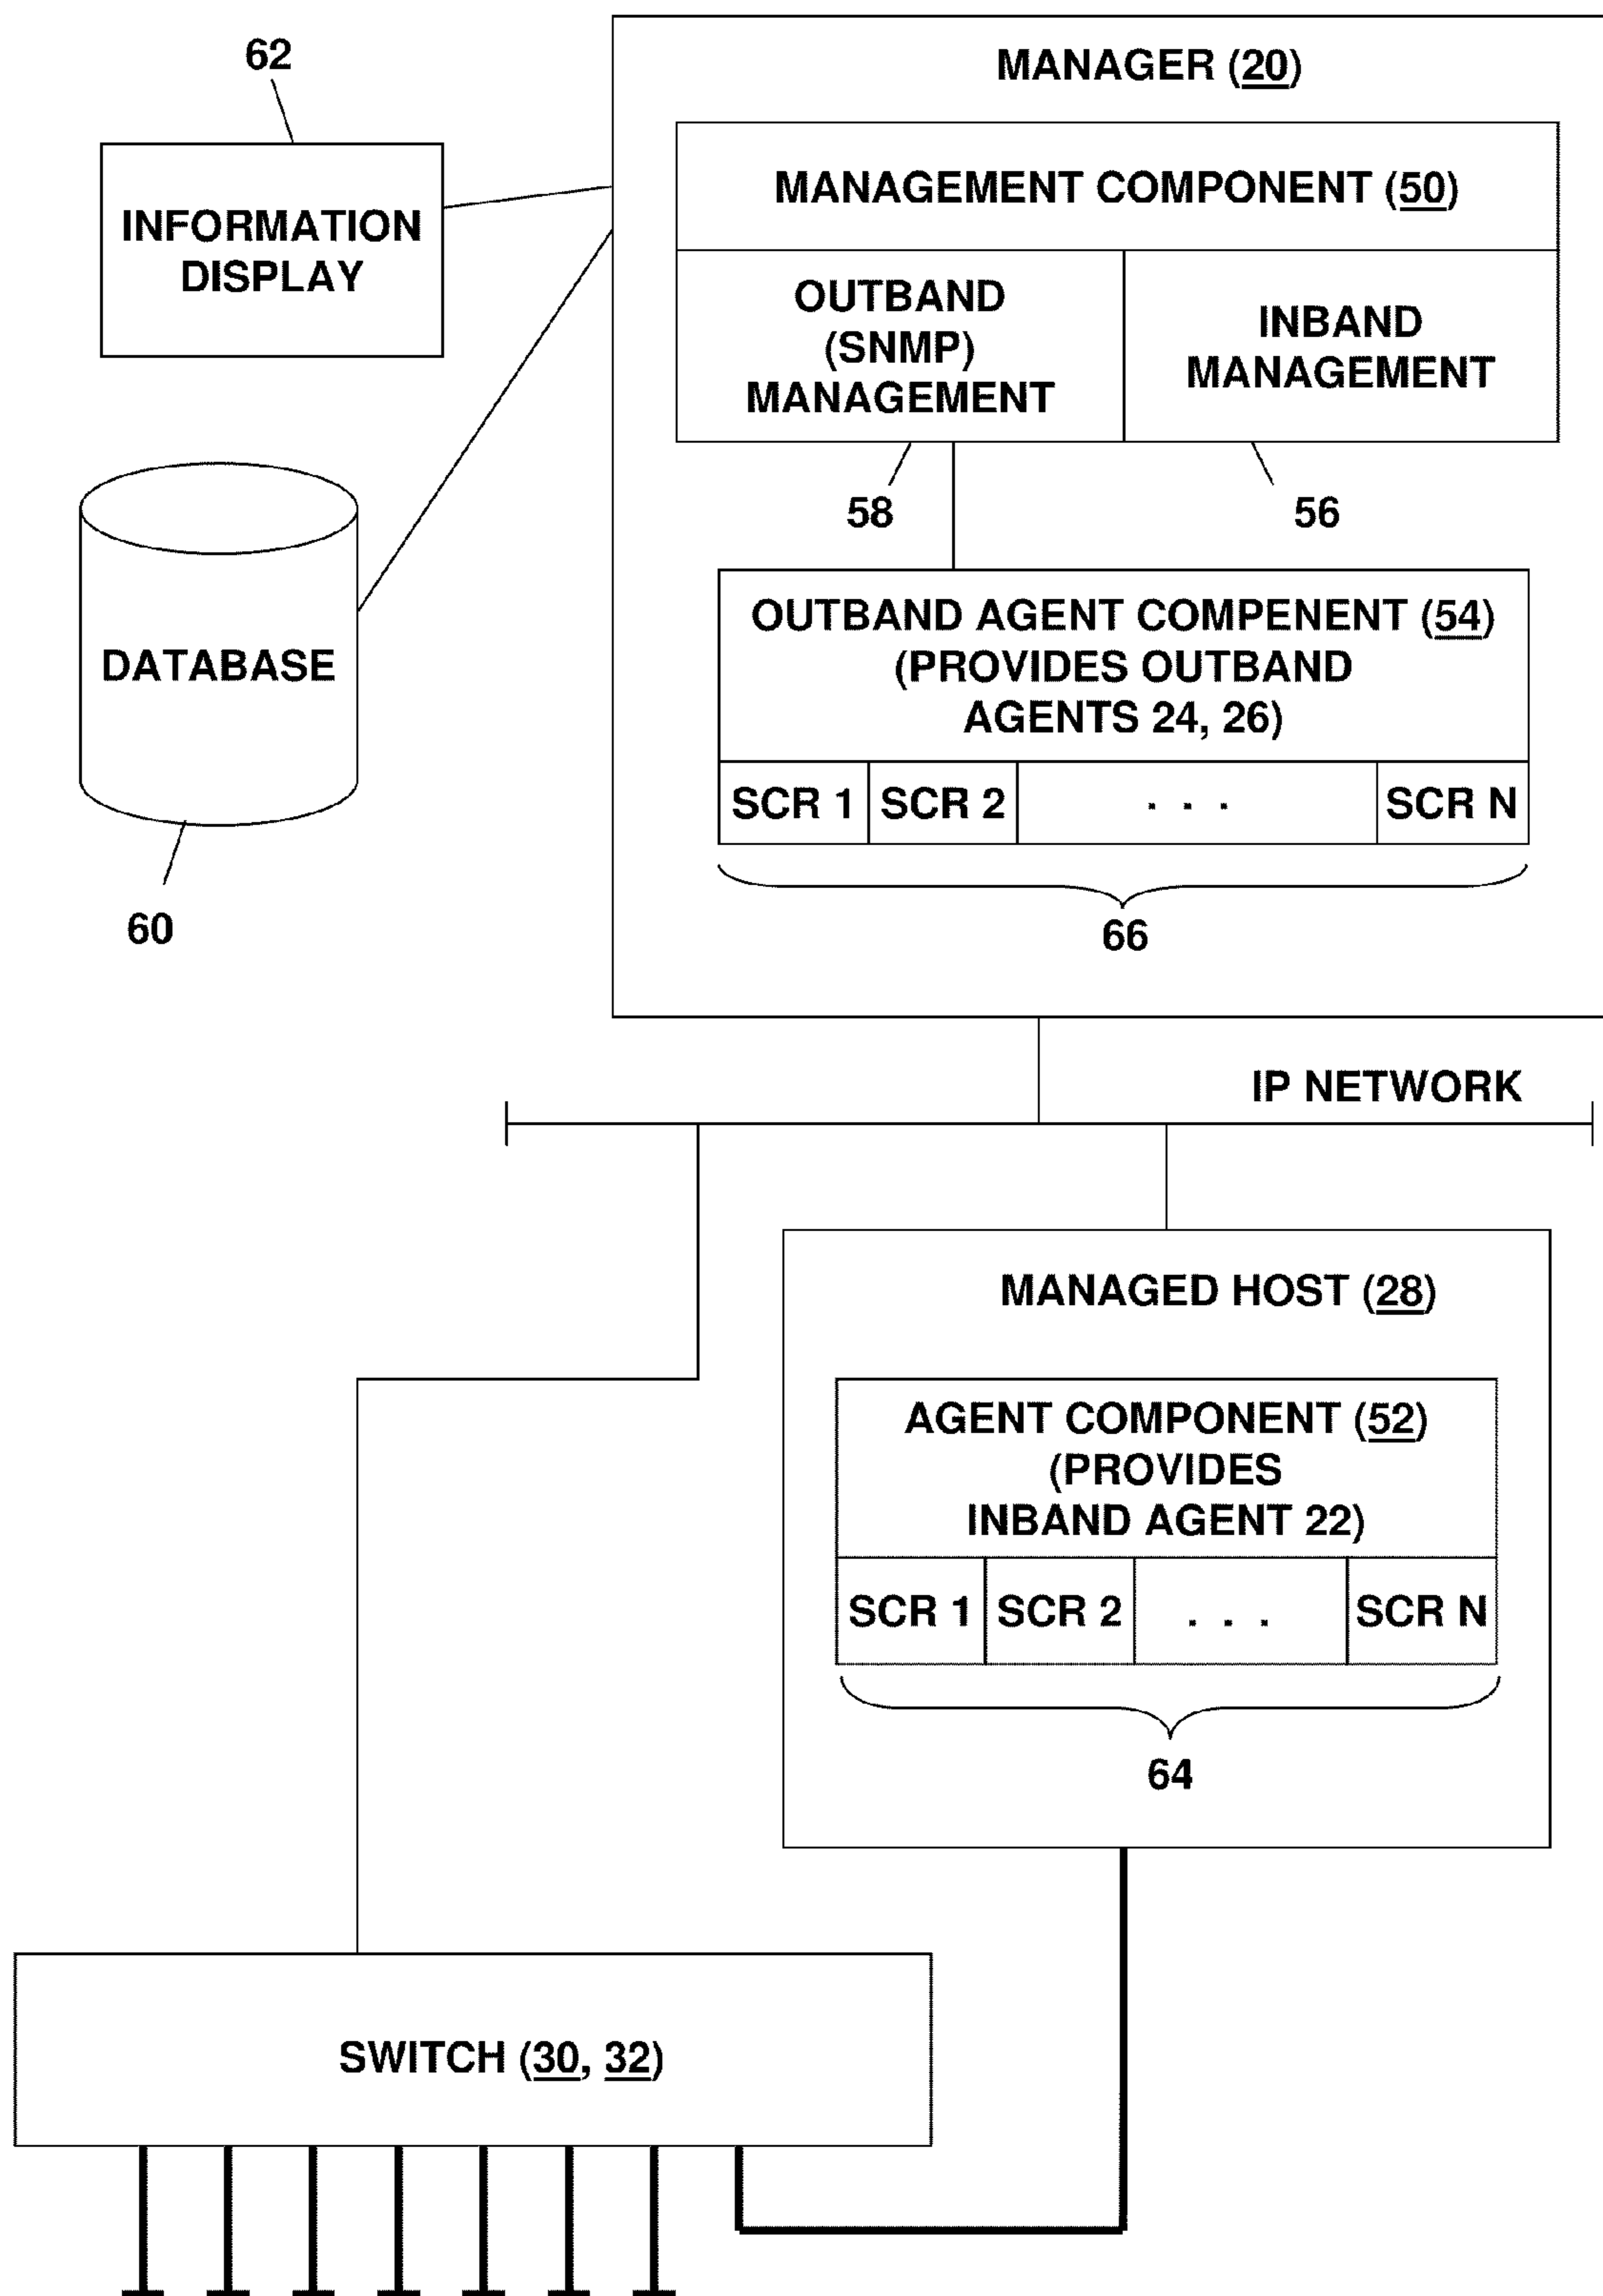 62
MANAGER (20)
MANAGEMENT COMPONENT (50)
INFORMATION
DISPLAY
OUTBAND
(SNMP)
MANAGEMENT
INBAND
MANAGEMENT
58
56
OUTBAND AGENT COMPENENT (54)
(PROVIDES OUTBAND
AGENTS 24, 26)
DATABASE
SCR 1
SCR 2
. . .
SCR N
60
66
IP NETWORK
MANAGED HOST (28)
AGENT COMPONENT (52)
(PROVIDES
INBAND AGENT 22)
SCR 1
SCR 2
. . .
SCR N
64
SWITCH (30, 32)